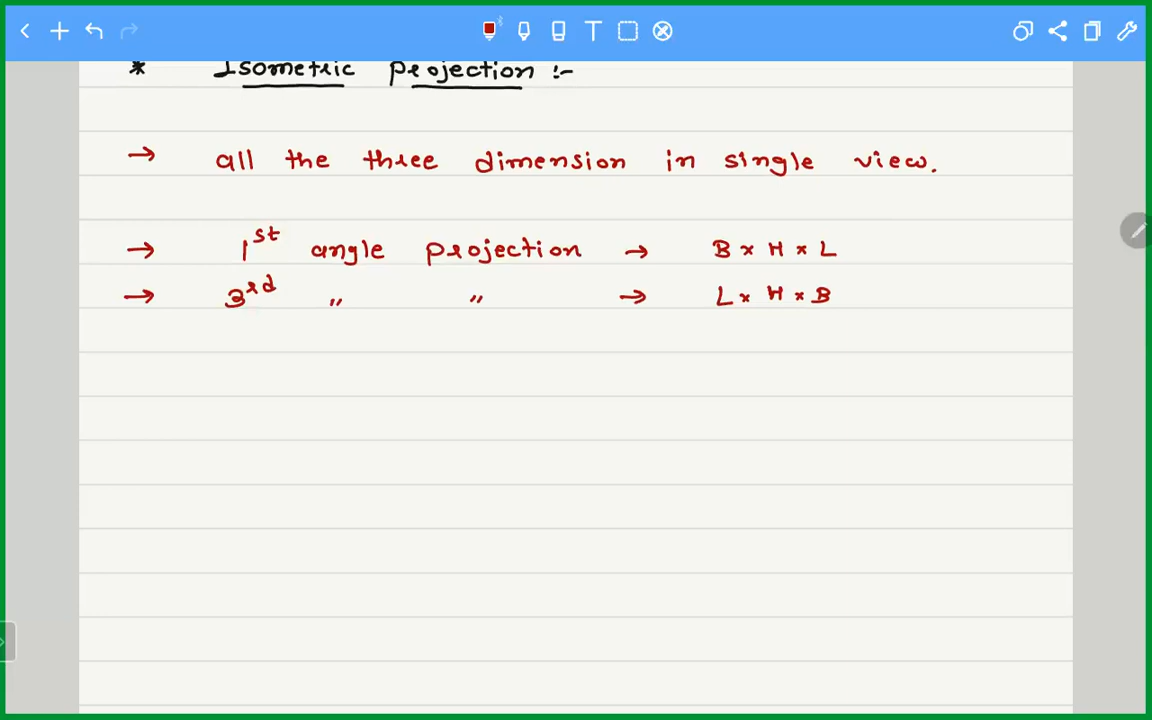 * Isometric Projection :-
→ all the three dimension in single view.
→ 1st angle projection → B × H × L
→ 3rd " " → L × H × B